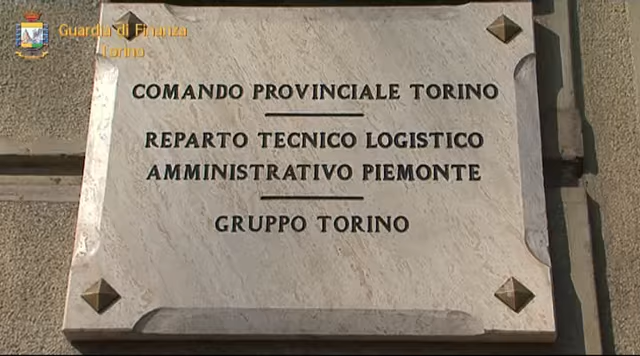 Guardia di Finanza
Torino
COMANDO PROVINCIALE TORINO
REPARTO TECNICO LOGISTICO
AMMINISTRATIVO PIEMONTE
GRUPPO TORINO